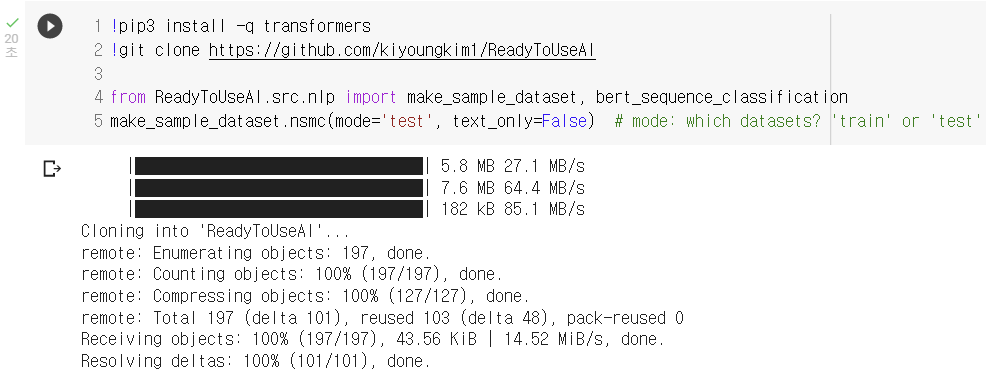 1 !pip3 install -q transformers
2 !git clone https://github.com/kiyoungkim1/ReadyToUseAI
3
4 from ReadyToUseAI.src.nlp import make_sample_dataset, bert_sequence_classification
5 make_sample_dataset.nsmc(mode='test', text_only=False)  # mode: which datasets? 'train' or 'test'
20
초
| | 5.8 MB 27.1 MB/s
| | 7.6 MB 64.4 MB/s
| | 182 kB 85.1 MB/s
Cloning into 'ReadyToUseAI'...
remote: Enumerating objects: 197, done.
remote: Counting objects: 100% (197/197), done.
remote: Compressing objects: 100% (127/127), done.
remote: Total 197 (delta 101), reused 103 (delta 48), pack-reused 0
Receiving objects: 100% (197/197), 43.56 KiB | 14.52 MiB/s, done.
Resolving deltas: 100% (101/101), done.